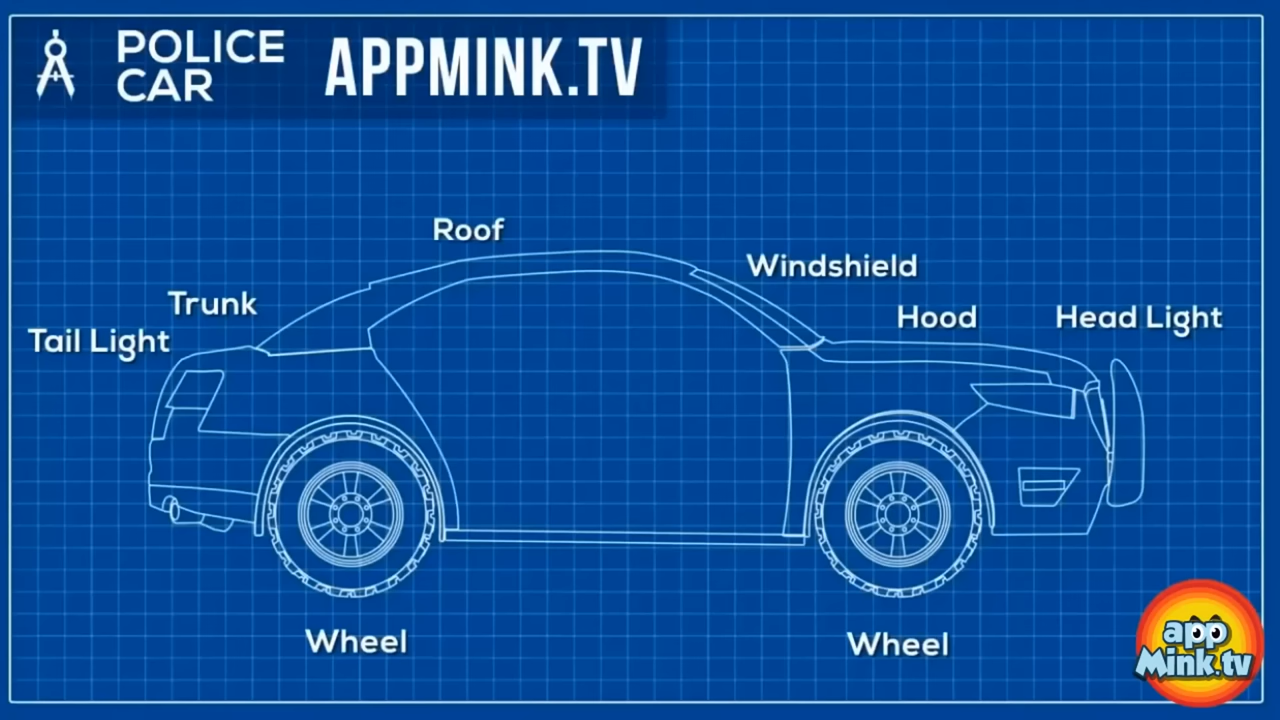 POLICE
CAR
APPMINK.TV
Roof
Windshield
Trunk
Hood
Head Light
Tail Light
Wheel
Wheel
app
Mink.tv